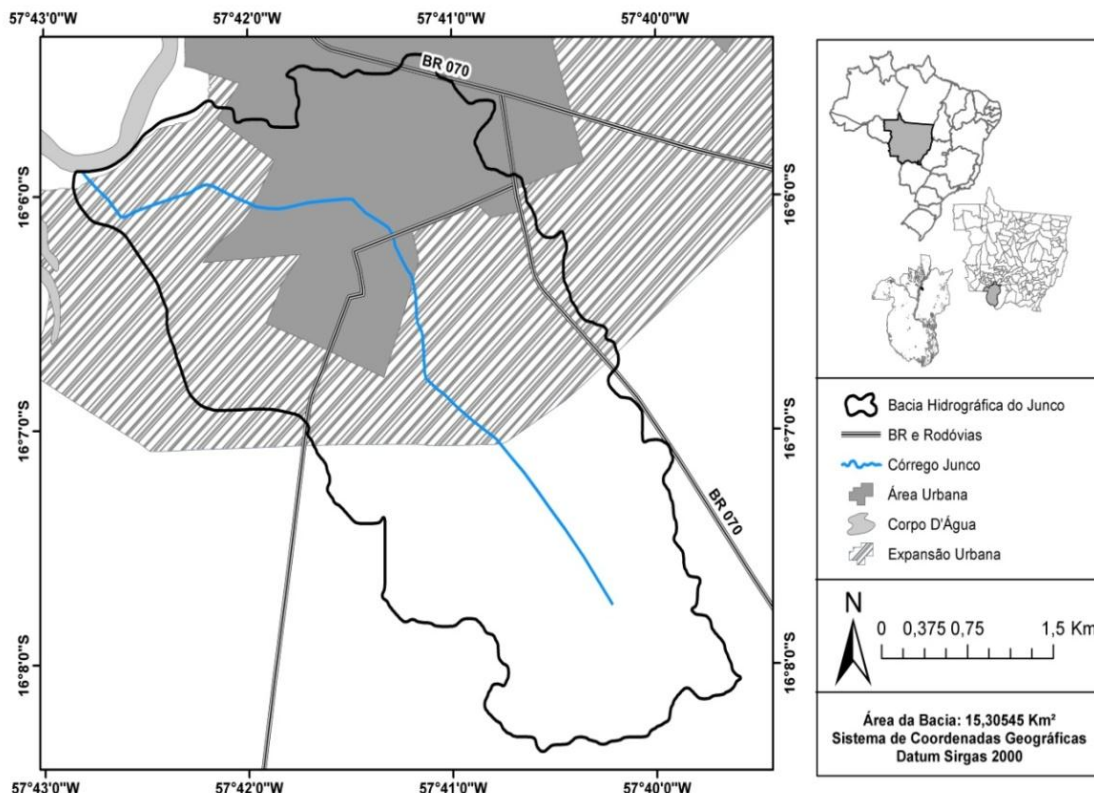 57°43'0"W 57°42'0"W 57°41'0"W 57°40'0"W
BR 070
16°6'0"S
16°7'0"S
16°8'0"S
BR 070
16°6'0"S
16°7'0"S
16°8'0"S
57°43'0"W 57°42'0"W 57°41'0"W 57°40'0"W
Bacia Hidrográfica do Junco
BR e Rodóvias
Córrego Junco
Área Urbana
Corpo D'Água
Expansão Urbana
N
0 0,375 0,75 1,5 Km
Área da Bacia: 15,30545 Km²
Sistema de Coordenadas Geográficas
Datum Sirgas 2000